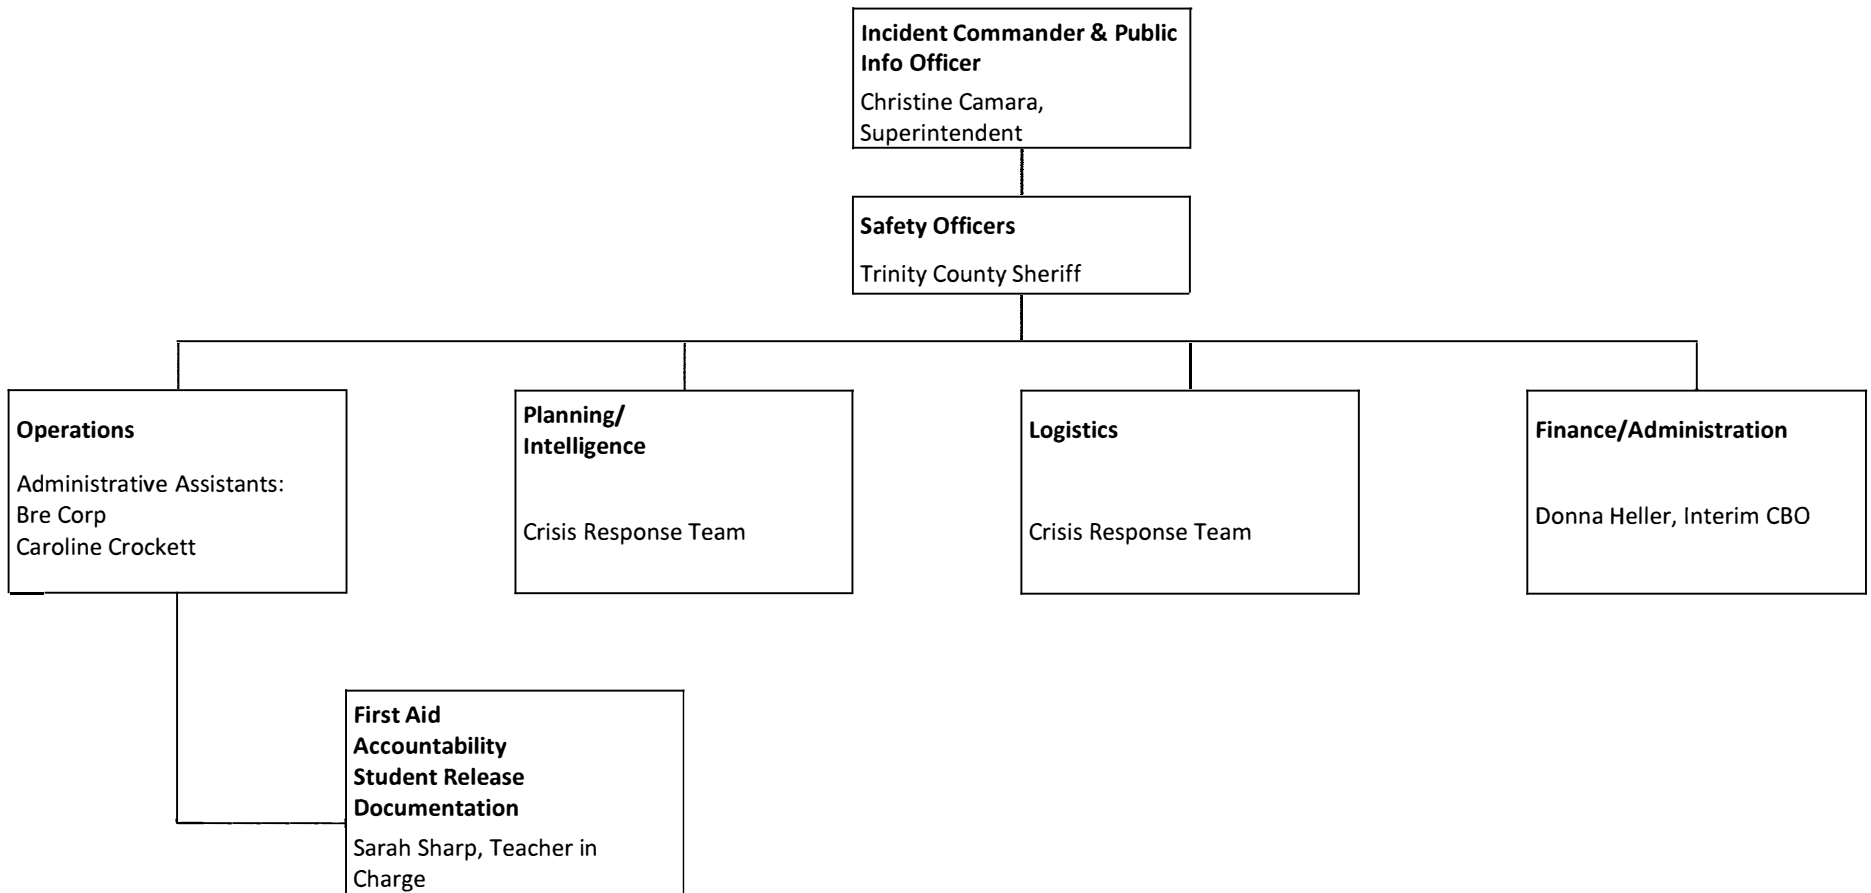 Incident Commander & Public
Info Officer
Christine Camara,
Superintendent
Safety Officers
Trinity County Sheriff
Operations
Administrative Assistants:
Bre Corp
Caroline Crockett
Planning/
Intelligence
Crisis Response Team
Logistics
Crisis Response Team
Finance/Administration
Donna Heller, Interim CBO
First Aid
Accountability
Student Release
Documentation
Sarah Sharp, Teacher in
Charge